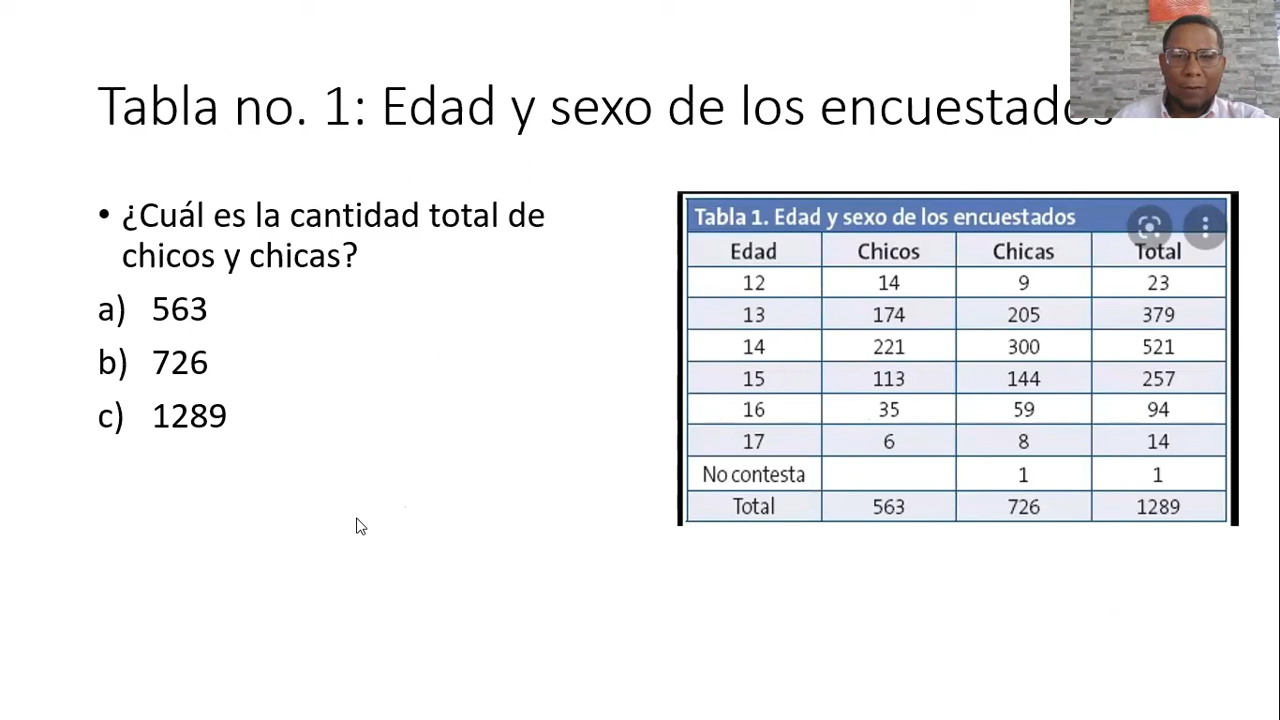 Tabla no. 1: Edad y sexo de los encuestados
• ¿Cuál es la cantidad total de
chicos y chicas?
a) 563
b) 726
c) 1289
Tabla 1. Edad y sexo de los encuestados
Edad Chicos Chicas Total
12 14 9 23
13 174 205 379
14 221 300 521
15 113 144 257
16 35 59 94
17 6 8 14
No contesta 1 1
Total 563 726 1289